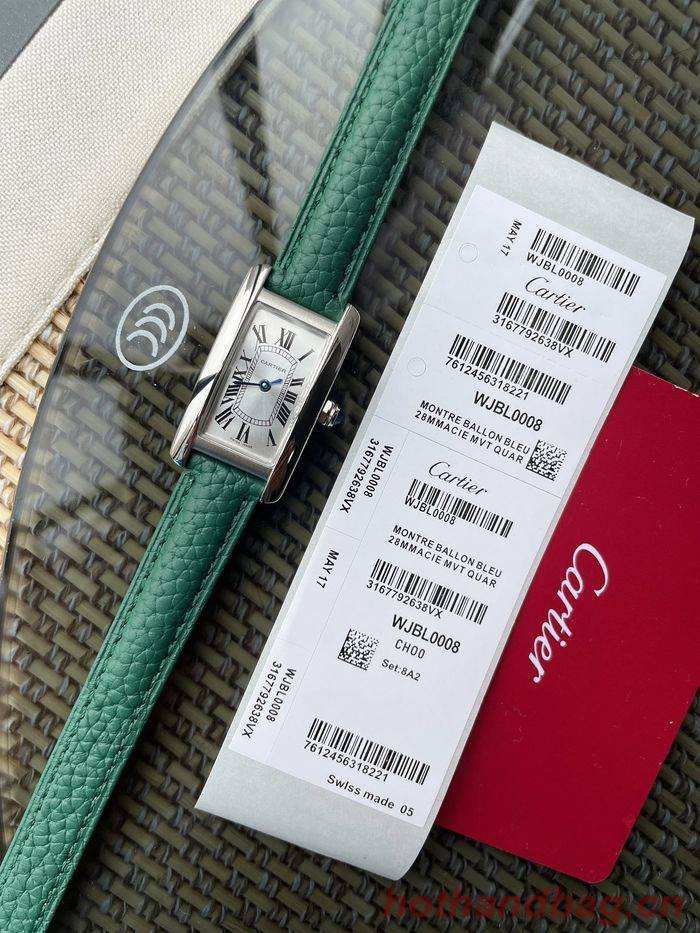 CARTIER
MAY 17
WJBL0008
Cartier
3167792638VX
7612456318221
WJBL0008
MONTRE BALLON BLEU
28MMACIE MVT QUAR
WJBL0008
3167792638VX
Cartier
WJBL0008
MONTRE BALLON BLEU
28MMACIE MVT QUAR
MAY 17
3167792638VX
WJBL0008
CH00
Set:8A2
WJBL0008
3167792638VX
7612456318221
Swiss made 05
Cartier
hothandbag.cn